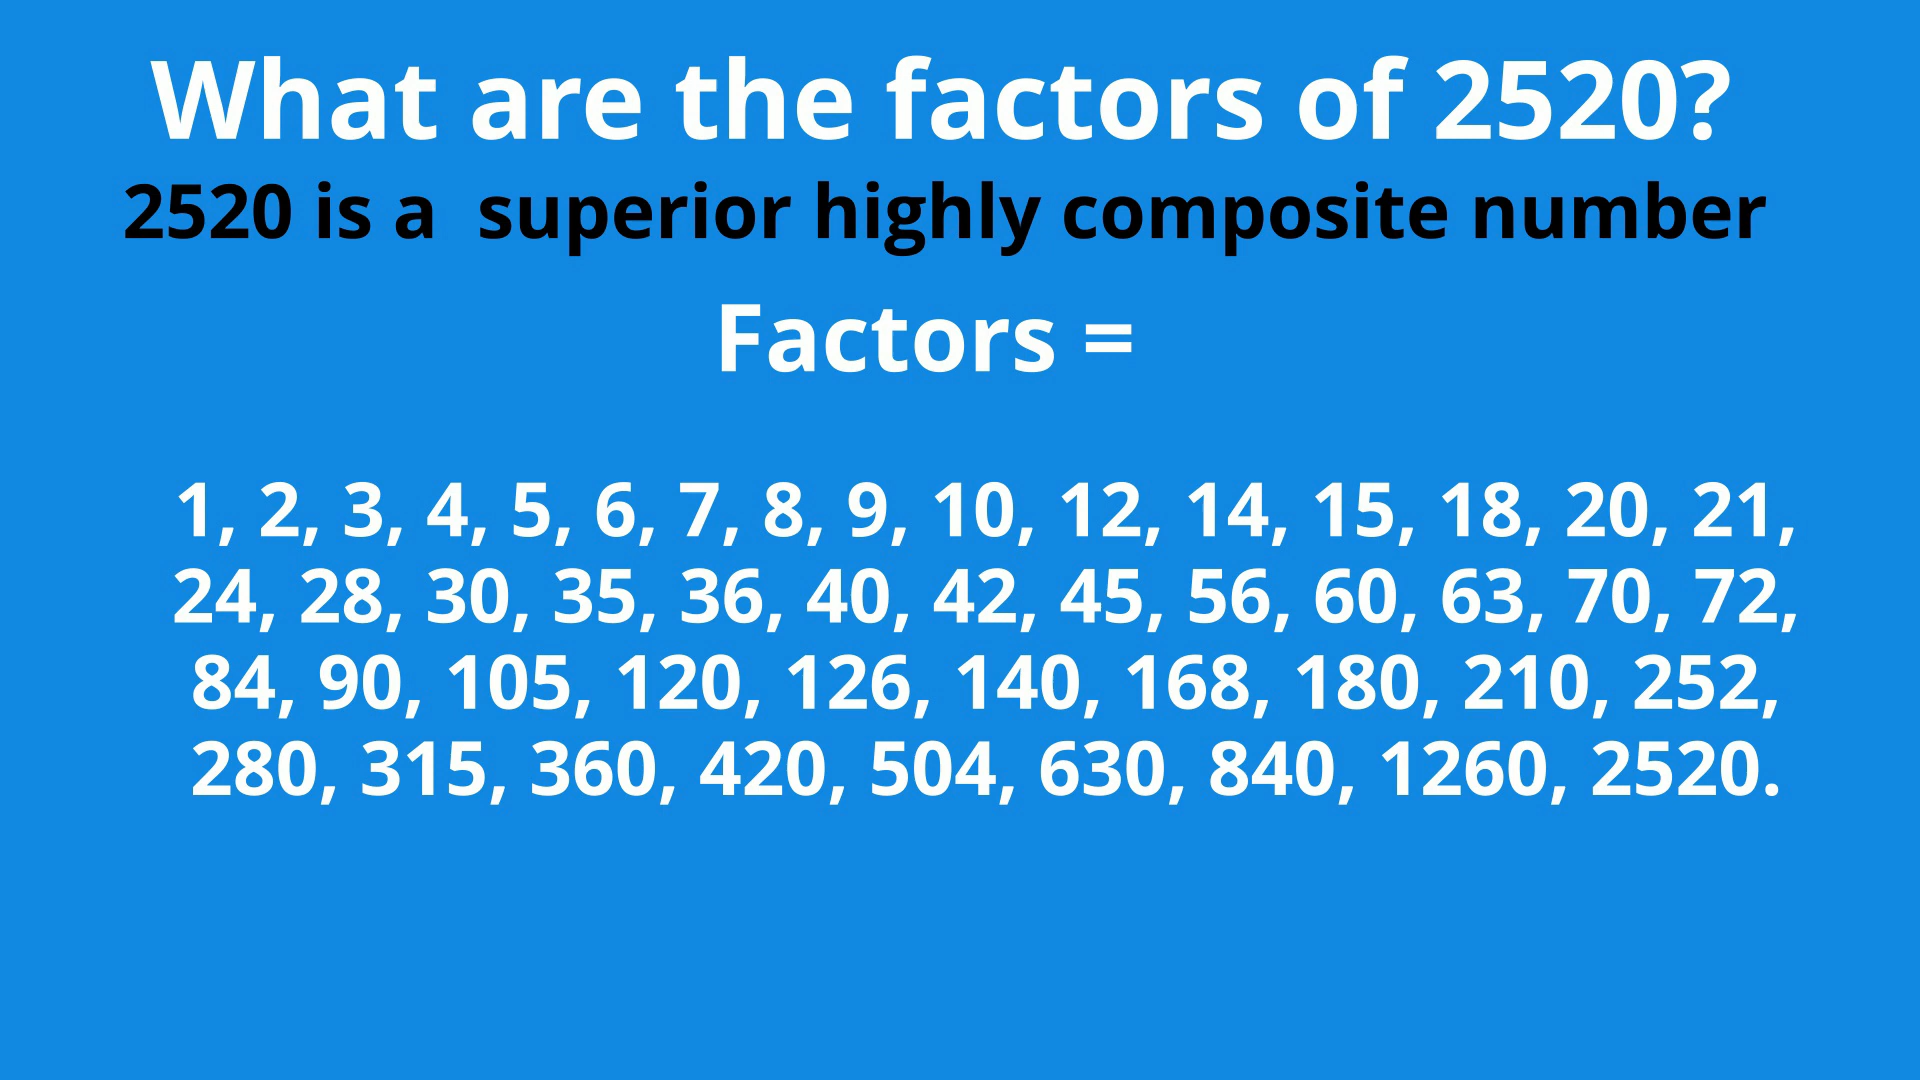 What are the factors of 2520?
2520 is a  superior highly composite number
Factors =
1, 2, 3, 4, 5, 6, 7, 8, 9, 10, 12, 14, 15, 18, 20, 21,
24, 28, 30, 35, 36, 40, 42, 45, 56, 60, 63, 70, 72,
84, 90, 105, 120, 126, 140, 168, 180, 210, 252,
280, 315, 360, 420, 504, 630, 840, 1260, 2520.